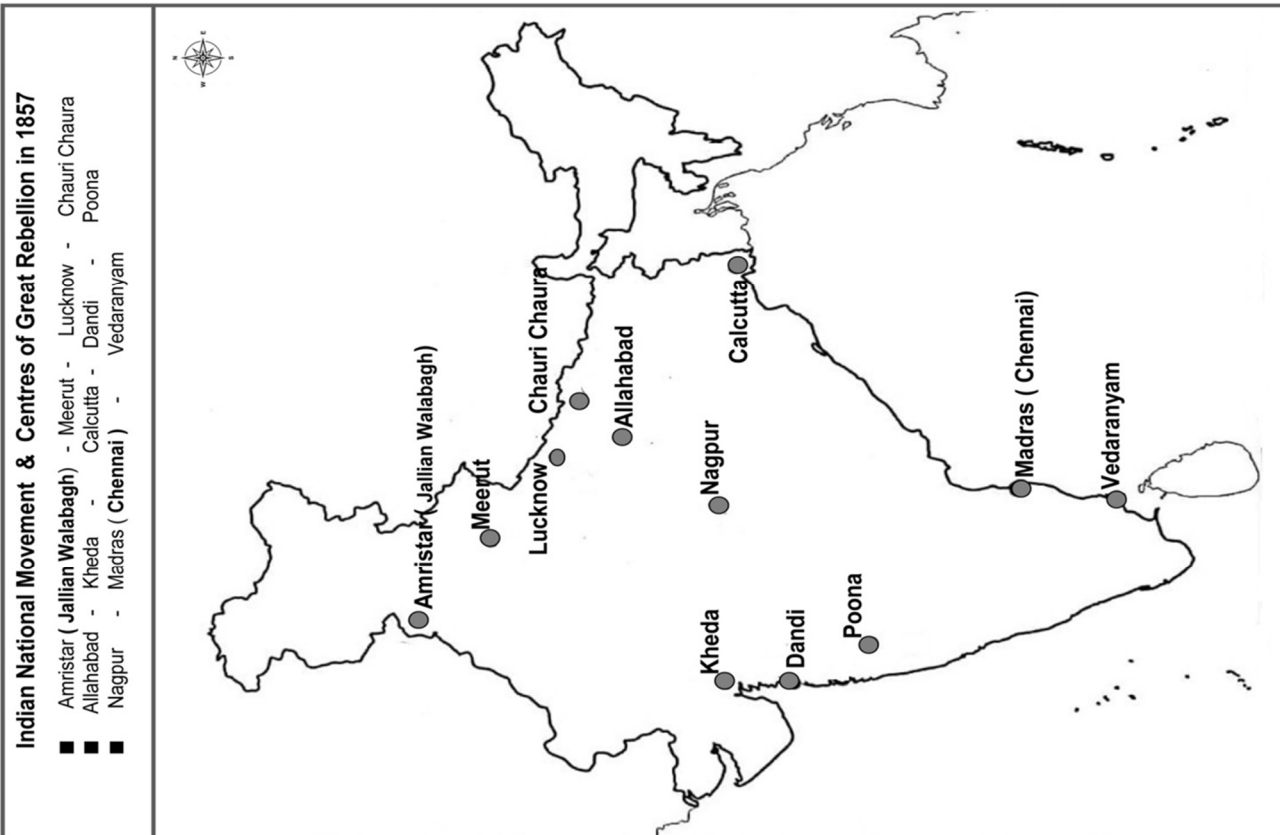 Indian National Movement & Centres of Great Rebellion in 1857
■ Amristar ( Jallian Walabagh) - Meerut - Lucknow - Chauri Chaura
■ Allahabad - Kheda - Calcutta - Dandi - Poona
■ Nagpur - Madras ( Chennai ) - Vedaranyam
N
E
S
W
Amristar ( Jallian Walabagh)
Meerut
Lucknow
Chauri Chaura
Allahabad
Nagpur
Calcutta
Kheda
Dandi
Poona
Madras ( Chennai)
Vedaranyam